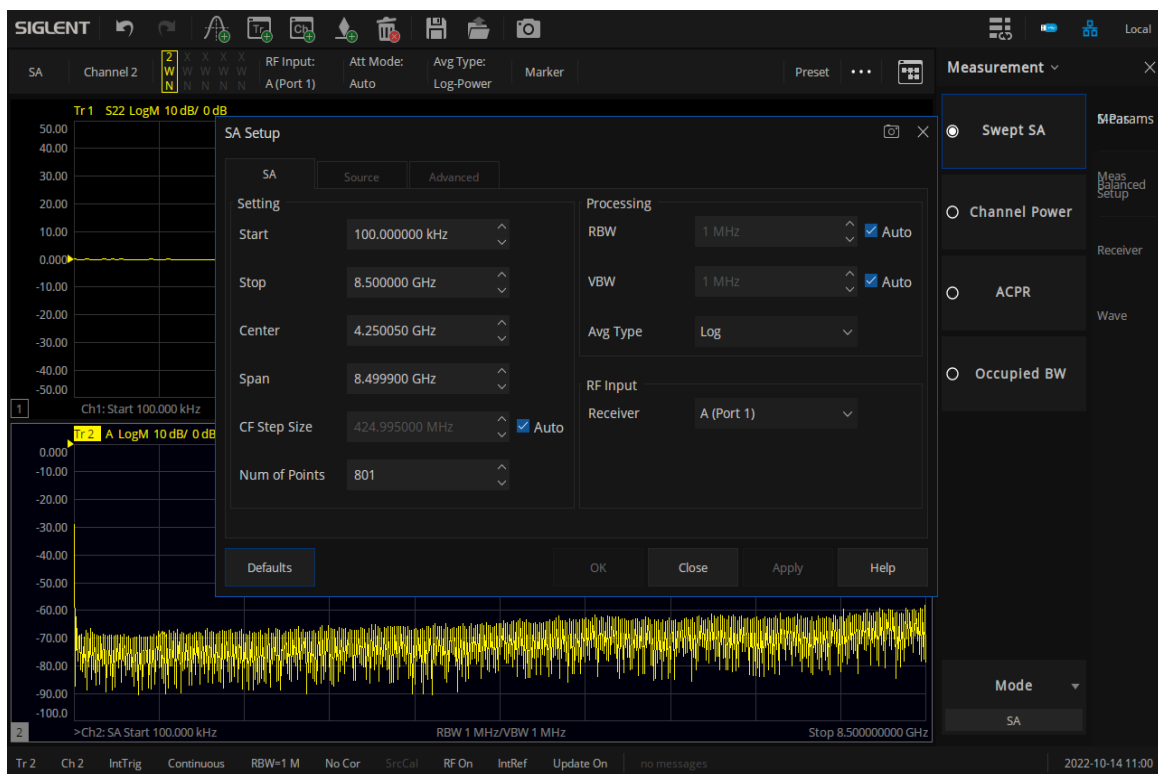 SIGLENT Local
SA Channel 2 2 X X X X RF Input: Att Mode: Avg Type: Marker Preset ••• Measurement
W W W W W
N N N N N A (Port 1) Auto Log-Power
Tr 1 S22 LogM 10 dB/ 0 dB
50.00
40.00
30.00
20.00
10.00
0.000
-10.00
-20.00
-30.00
-40.00
-50.00
1 Ch1: Start 100.000 kHz
SA Setup
SA Source Advanced
Setting
Start 100.000000 kHz
Stop 8.500000 GHz
Center 4.250050 GHz
Span 8.499900 GHz
CF Step Size 424.995000 MHz Auto
Num of Points 801
Processing
RBW 1 MHz Auto
VBW 1 MHz Auto
Avg Type Log
RF Input
Receiver A (Port 1)
Defaults OK Close Apply Help
Tr 2 A LogM 10 dB/ 0 dB
0.000
-10.00
-20.00
-30.00
-40.00
-50.00
-60.00
-70.00
-80.00
-90.00
-100.0
2 >Ch2: SA Start 100.000 kHz RBW 1 MHz/VBW 1 MHz Stop 8.500000000 GHz
Swept SA
Channel Power
ACPR
Occupied BW
Meas
Balanced
Setup
Receiver
Wave
Mode
SA
Tr 2 Ch 2 IntTrig Continuous RBW=1 M No Cor SrcCal RF On IntRef Update On no messages 2022-10-14 11:00